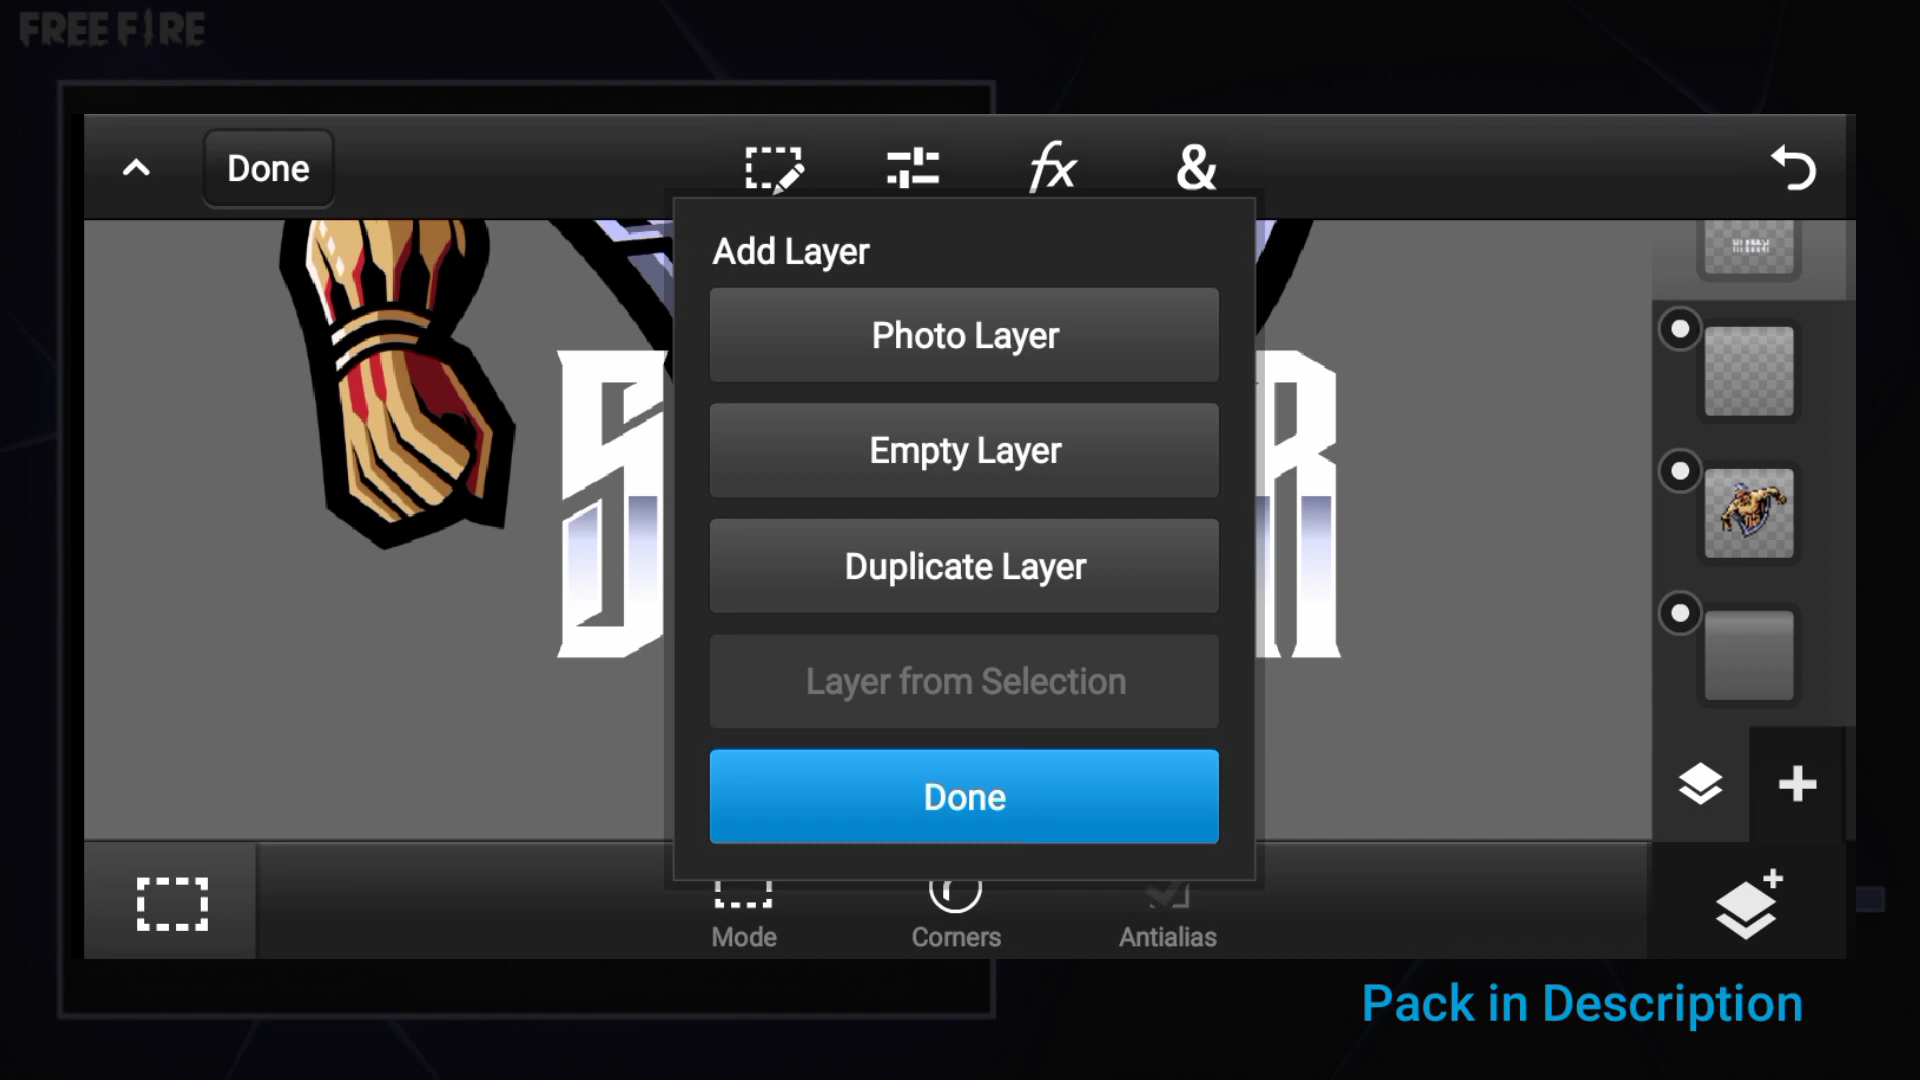 FREE FIRE
Done
fx
&
Add Layer
Photo Layer
Empty Layer
Duplicate Layer
Layer from Selection
Done
Mode
Corners
Antialias
Pack in Description